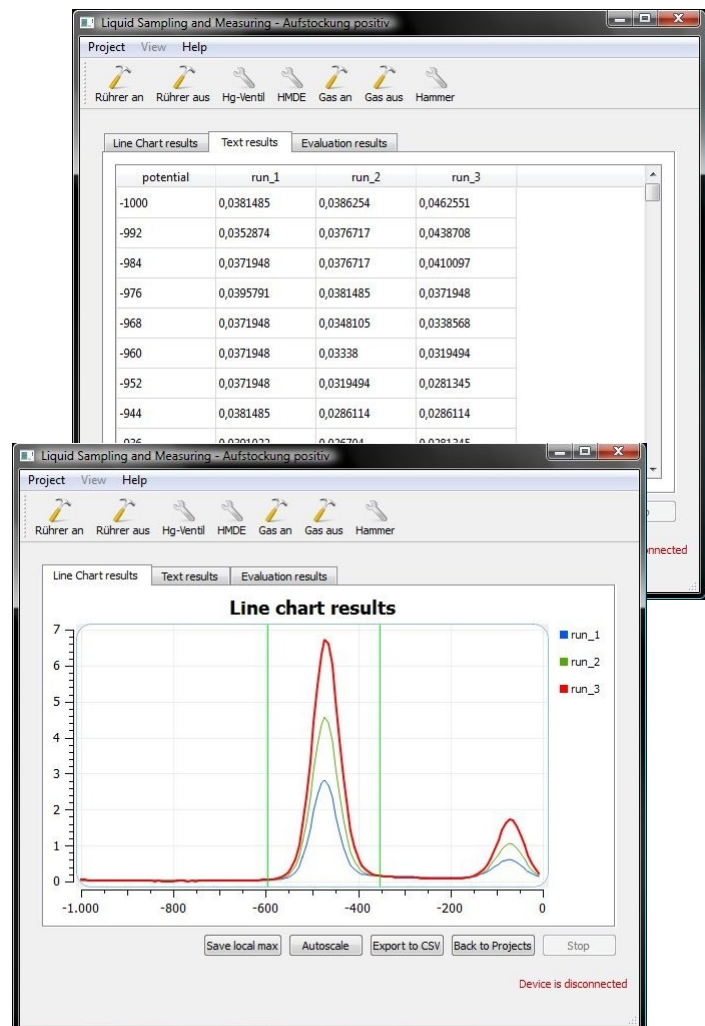 Liquid Sampling and Measuring - Aufstockung positiv
Project View Help
Rührer an Rührer aus Hg-Ventil HMDE Gas an Gas aus Hammer
Line Chart results Text results Evaluation results
potential run_1 run_2 run_3
-1000 0,0381485 0,0386254 0,0462551
-992 0,0352874 0,0376717 0,0438708
-984 0,0371948 0,0376717 0,0410097
-976 0,0395791 0,0381485 0,0371948
-968 0,0371948 0,0348105 0,0338568
-960 0,0371948 0,03338 0,0319494
-952 0,0371948 0,0319494 0,0281345
-944 0,0381485 0,0286114 0,0286114
Liquid Sampling and Measuring - Aufstockung positiv
Project View Help
Rührer an Rührer aus Hg-Ventil HMDE Gas an Gas aus Hammer
Line Chart results Text results Evaluation results
Line chart results
7
6
5
4
3
2
1
0
-1.000 -800 -600 -400 -200 0
run_1
run_2
run_3
Save local max Autoscale Export to CSV Back to Projects Stop
Device is disconnected